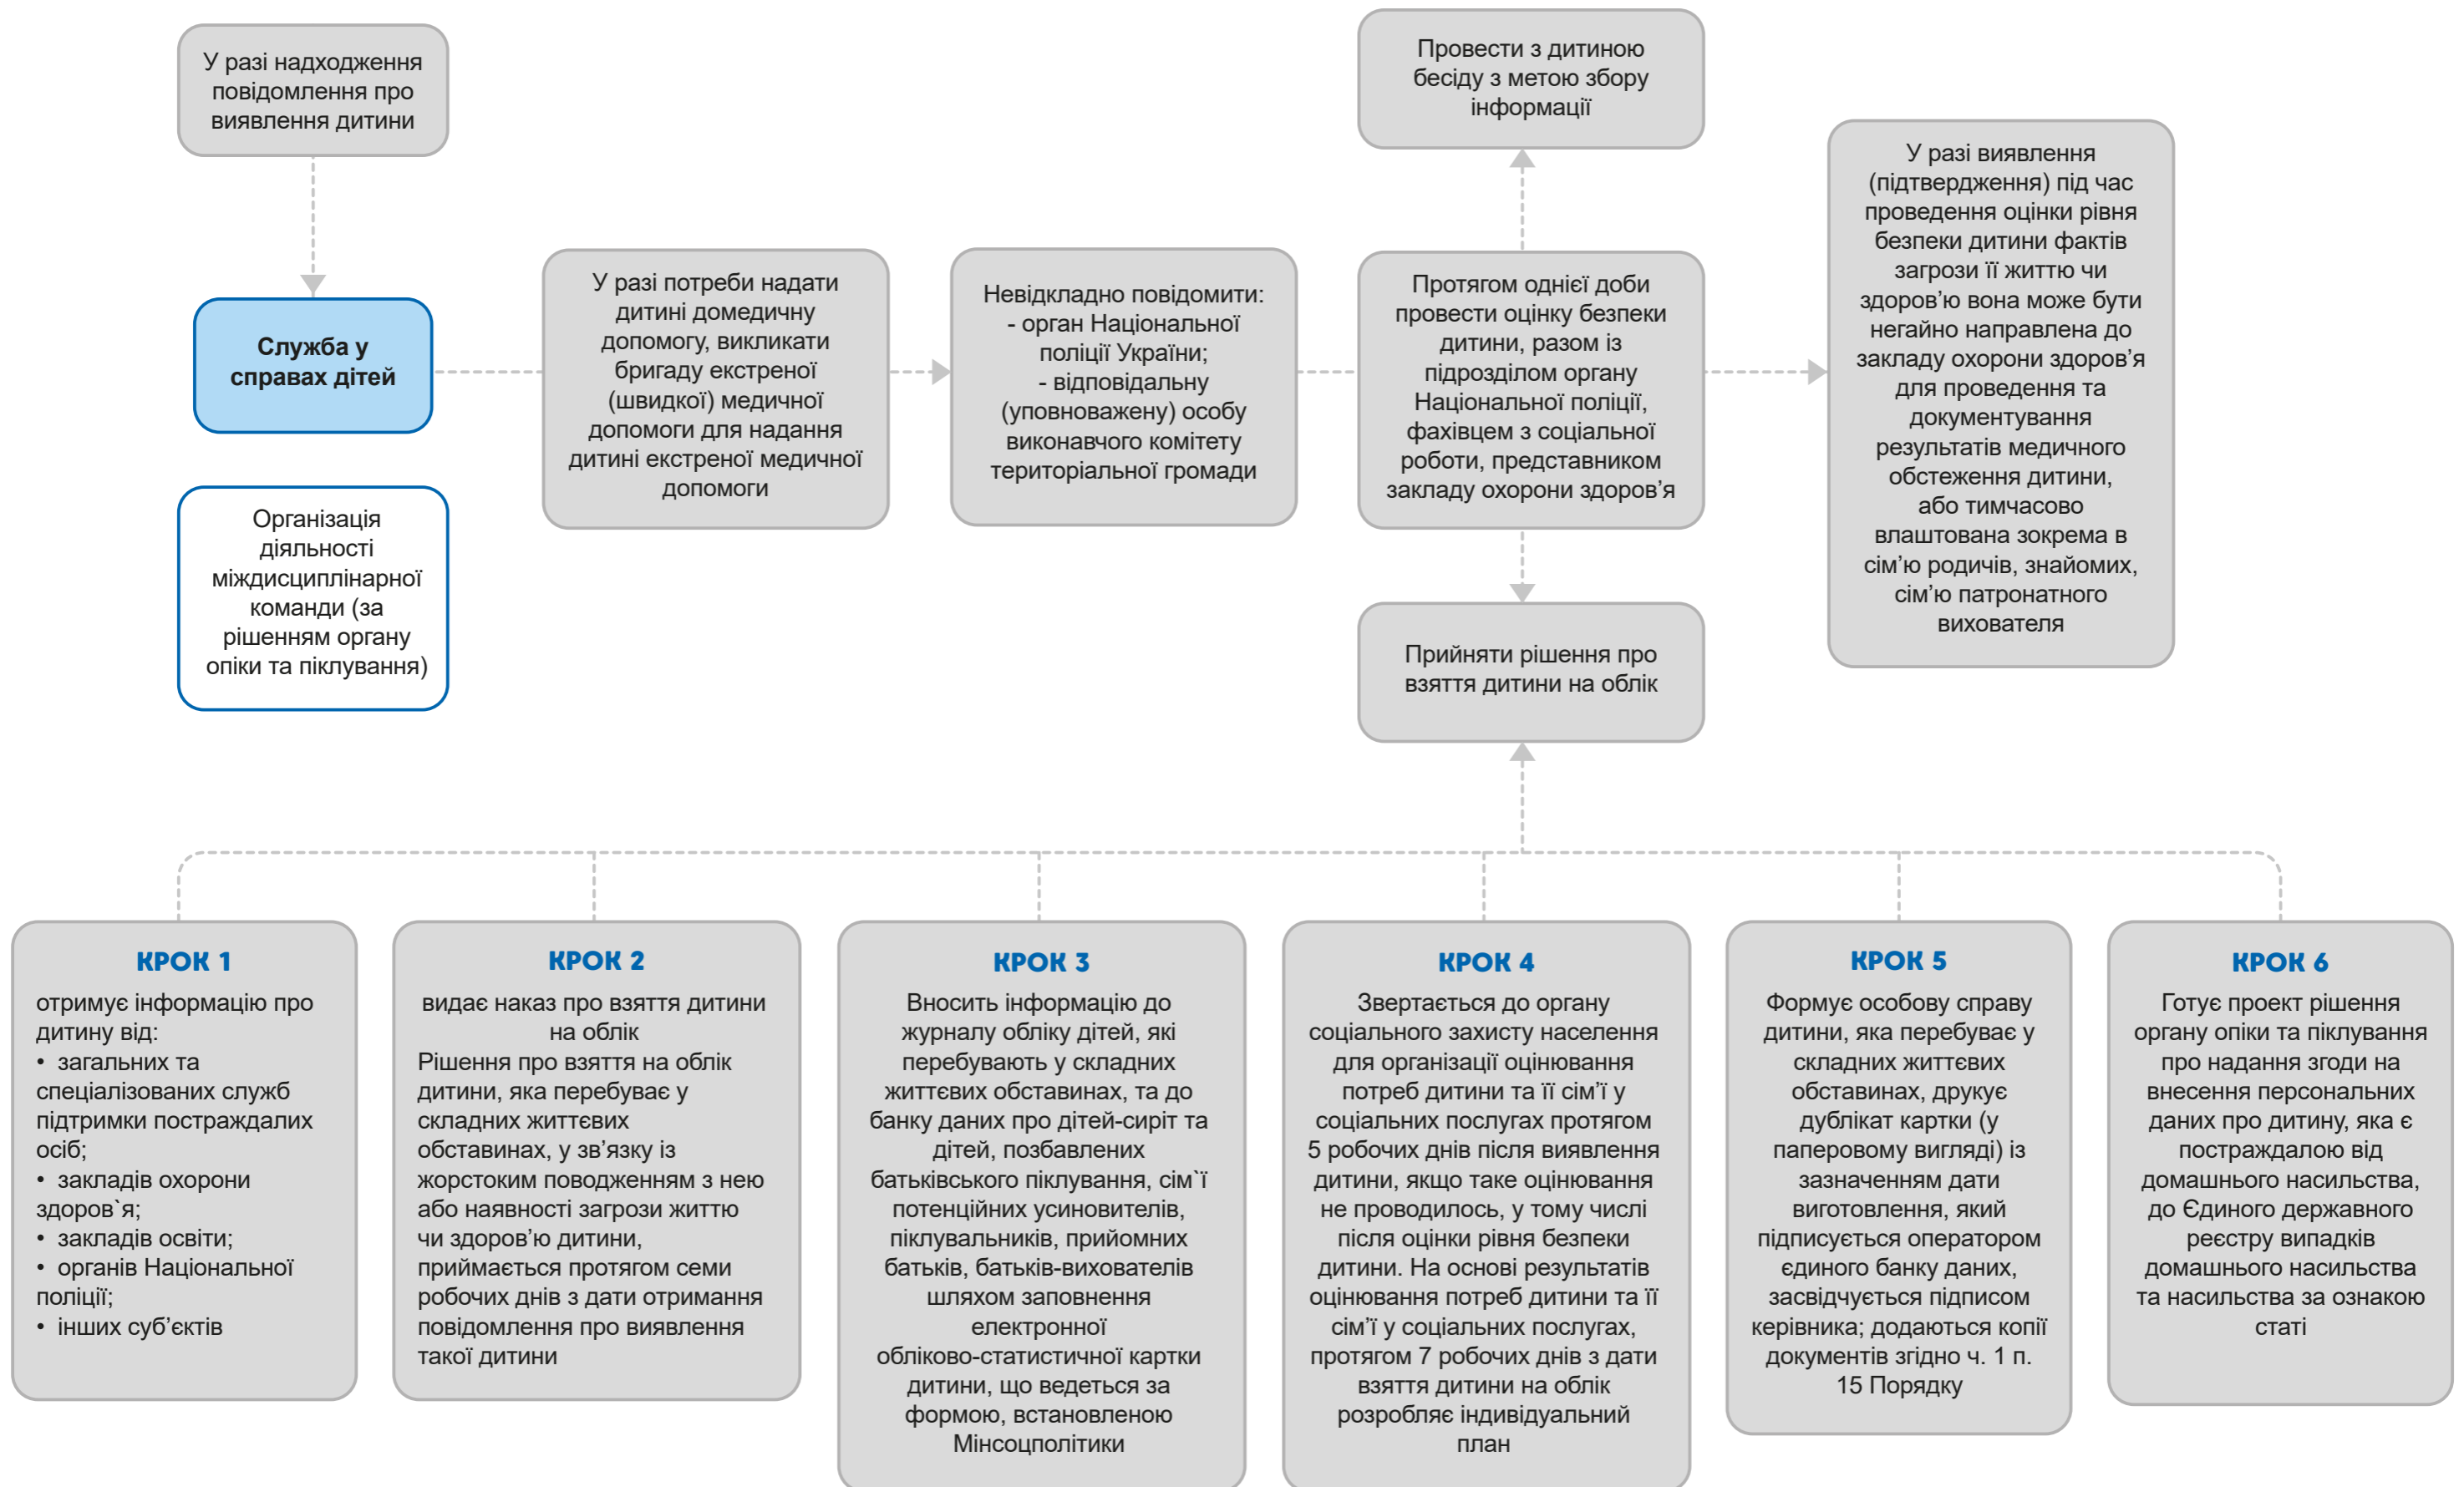 У разі надходження
повідомлення про
виявлення дитини
Служба у
справах дітей
Організація
діяльності
міждисциплінарної
команди (за
рішенням органу
опіки та піклування)
У разі потреби надати
дитині домедичну
допомогу, викликати
бригаду екстреної
(швидкої) медичної
допомоги для надання
дитині екстреної медичної
допомоги
Невідкладно повідомити:
- орган Національної
поліції України;
- відповідальну
(уповноважену) особу
виконавчого комітету
територіальної громади
Провести з дитиною
бесіду з метою збору
інформації
Протягом однієї доби
провести оцінку безпеки
дитини, разом із
підрозділом органу
Національної поліції,
фахівцем з соціальної
роботи, представником
закладу охорони здоров’я
Прийняти рішення про
взяття дитини на облік
У разі виявлення
(підтвердження) під час
проведення оцінки рівня
безпеки дитини фактів
загрози її життю чи
здоров’ю вона може бути
негайно направлена до
закладу охорони здоров’я
для проведення та
документування
результатів медичного
обстеження дитини,
або тимчасово
влаштована зокрема в
сім’ю родичів, знайомих,
сім’ю патронатного
вихователя
КРОК 1
отримує інформацію про
дитину від:
• загальних та
спеціалізованих служб
підтримки постраждалих
осіб;
• закладів охорони
здоров`я;
• закладів освіти;
• органів Національної
поліції;
• інших суб’єктів
КРОК 2
видає наказ про взяття дитини
на облік
Рішення про взяття на облік
дитини, яка перебуває у
складних життєвих
обставинах, у зв’язку із
жорстоким поводженням з нею
або наявності загрози життю
чи здоров’ю дитини,
приймається протягом семи
робочих днів з дати отримання
повідомлення про виявлення
такої дитини
КРОК 3
Вносить інформацію до
журналу обліку дітей, які
перебувають у складних
життєвих обставинах, та до
банку даних про дітей-сиріт та
дітей, позбавлених
батьківського піклування, сім`ї
потенційних усиновителів,
піклувальників, прийомних
батьків, батьків-вихователів
шляхом заповнення
електронної
обліково-статистичної картки
дитини, що ведеться за
формою, встановленою
Мінсоцполітики
КРОК 4
Звертається до органу
соціального захисту населення
для організації оцінювання
потреб дитини та її сім’ї у
соціальних послугах протягом
5 робочих днів після виявлення
дитини, якщо таке оцінювання
не проводилось, у тому числі
після оцінки рівня безпеки
дитини. На основі результатів
оцінювання потреб дитини та її
сім’ї у соціальних послугах,
протягом 7 робочих днів з дати
взяття дитини на облік
розробляє індивідуальний
план
КРОК 5
Формує особову справу
дитини, яка перебуває у
складних життєвих
обставинах, друкує
дублікат картки (у
паперовому вигляді) із
зазначенням дати
виготовлення, який
підписується оператором
єдиного банку даних,
засвідчується підписом
керівника; додаються копії
документів згідно ч. 1 п.
15 Порядку
КРОК 6
Готує проект рішення
органу опіки та піклування
про надання згоди на
внесення персональних
даних про дитину, яка є
постраждалою від
домашнього насильства,
до Єдиного державного
реєстру випадків
домашнього насильства
та насильства за ознакою
статі